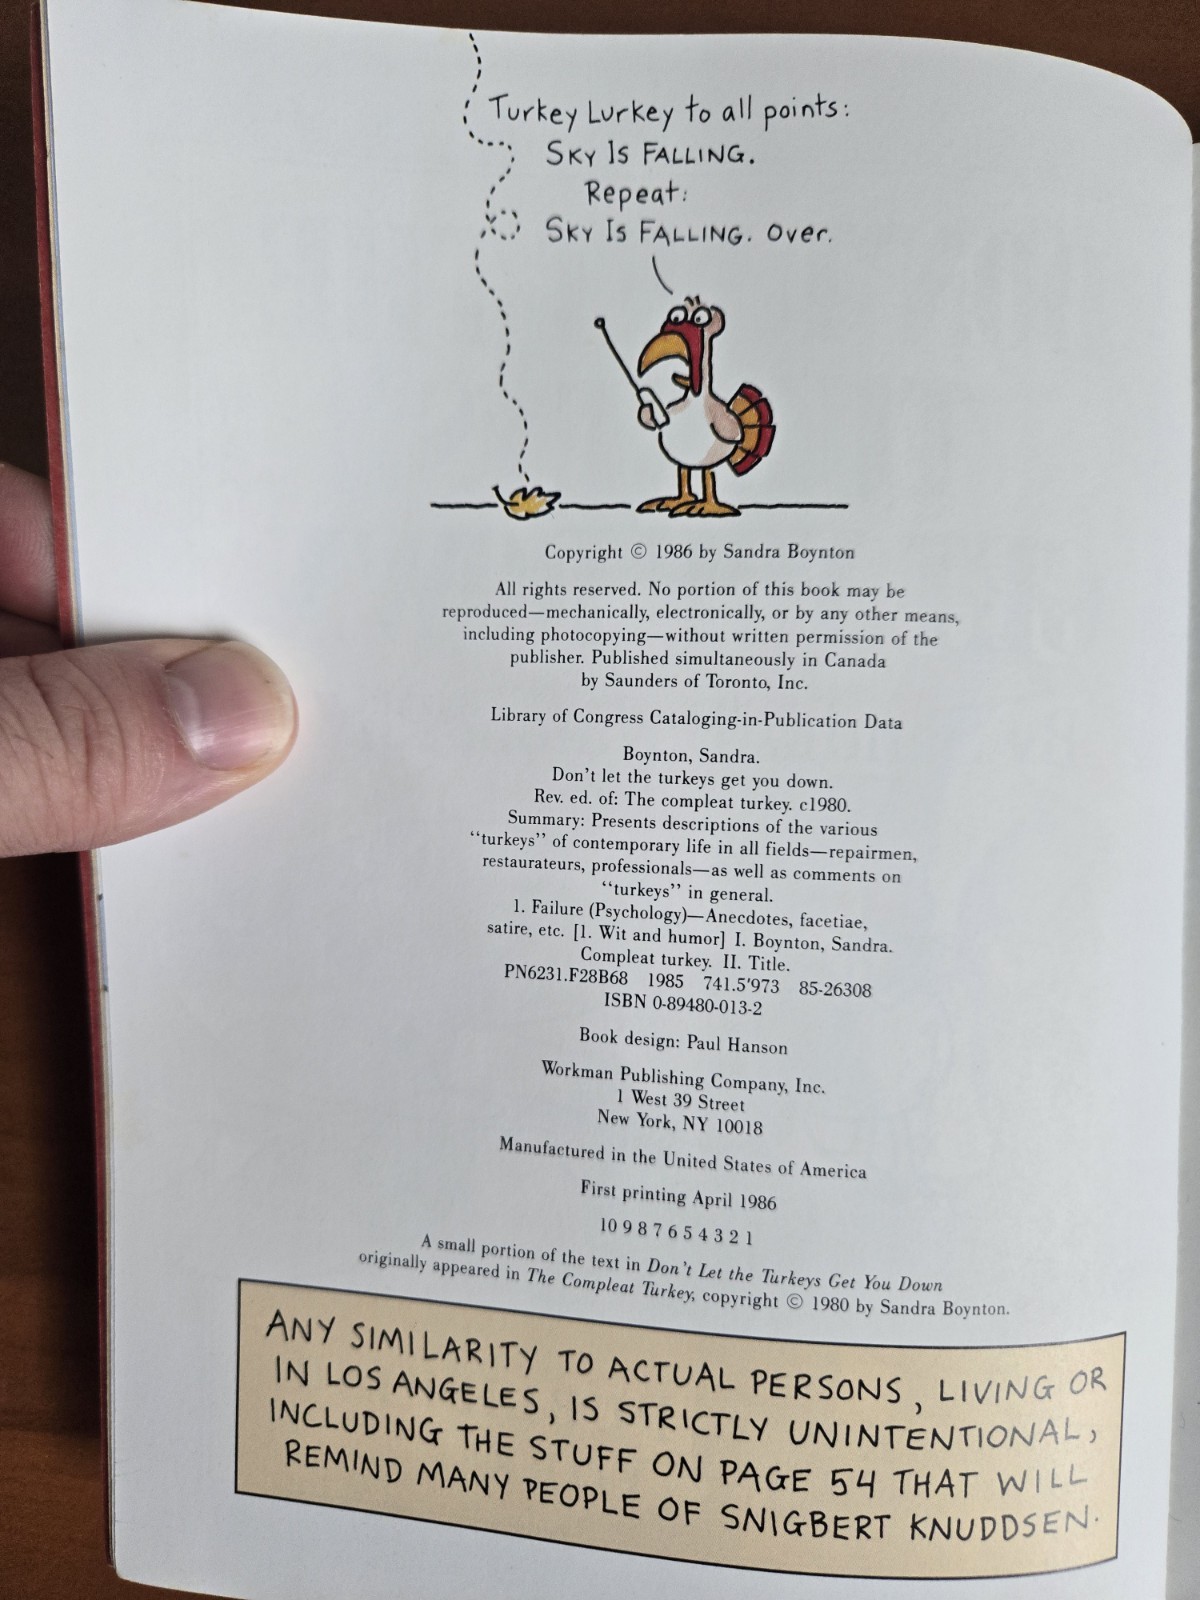 Turkey Lurkey to all points:
SKY IS FALLING.
Repeat:
SKY IS FALLING. Over.
Copyright © 1986 by Sandra Boynton
All rights reserved. No portion of this book may be
reproduced—mechanically, electronically, or by any other means,
including photocopying—without written permission of the
publisher. Published simultaneously in Canada
by Saunders of Toronto, Inc.
Library of Congress Cataloging-in-Publication Data
Boynton, Sandra.
Don't let the turkeys get you down.
Rev. ed. of: The compleat turkey. c1980.
Summary: Presents descriptions of the various
"turkeys" of contemporary life in all fields—repairmen,
restaurateurs, professionals—as well as comments on
"turkeys" in general.
1. Failure (Psychology)—Anecdotes, facetiae,
satire, etc. [1. Wit and humor] I. Boynton, Sandra.
Compleat turkey. II. Title.
PN6231.F28B68 1985 741.5'973 85-26308
ISBN 0-89480-013-2
Book design: Paul Hanson
Workman Publishing Company, Inc.
1 West 39 Street
New York, NY 10018
Manufactured in the United States of America
First printing April 1986
10 9 8 7 6 5 4 3 2 1
A small portion of the text in Don't Let the Turkeys Get You Down
originally appeared in The Compleat Turkey, copyright © 1980 by Sandra Boynton.
ANY SIMILARITY TO ACTUAL PERSONS, LIVING OR
IN LOS ANGELES, IS STRICTLY UNINTENTIONAL,
INCLUDING THE STUFF ON PAGE 54 THAT WILL
REMIND MANY PEOPLE OF SNIGBERT KNUDDSEN.